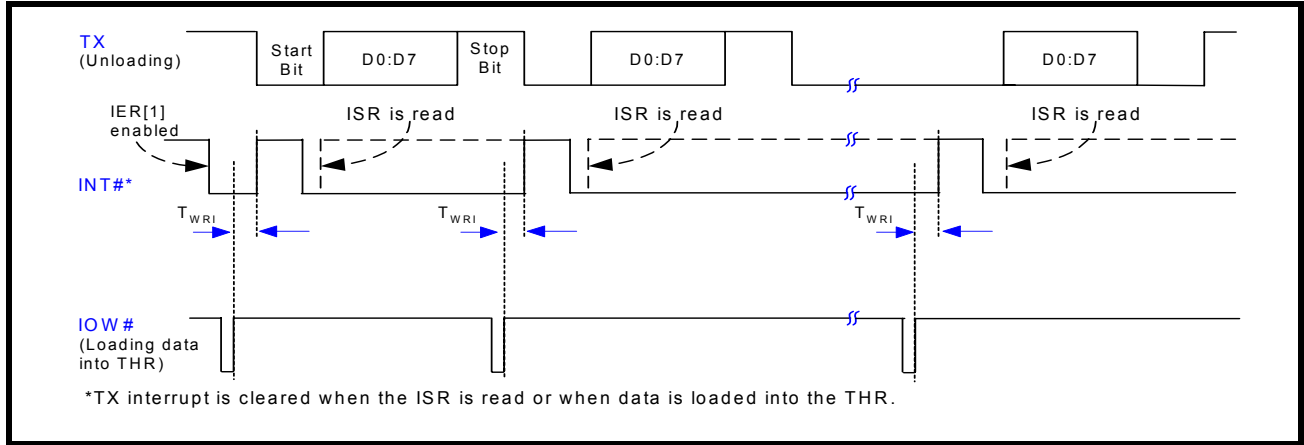 TX
(Unloading)
Start
Bit
D0:D7
Stop
Bit
D0:D7
D0:D7
IER[1]
enabled
ISR is read
ISR is read
ISR is read
INT#*
TWRI
TWRI
TWRI
IOW#
(Loading data
into THR)
*TX interrupt is cleared when the ISR is read or when data is loaded into the THR.